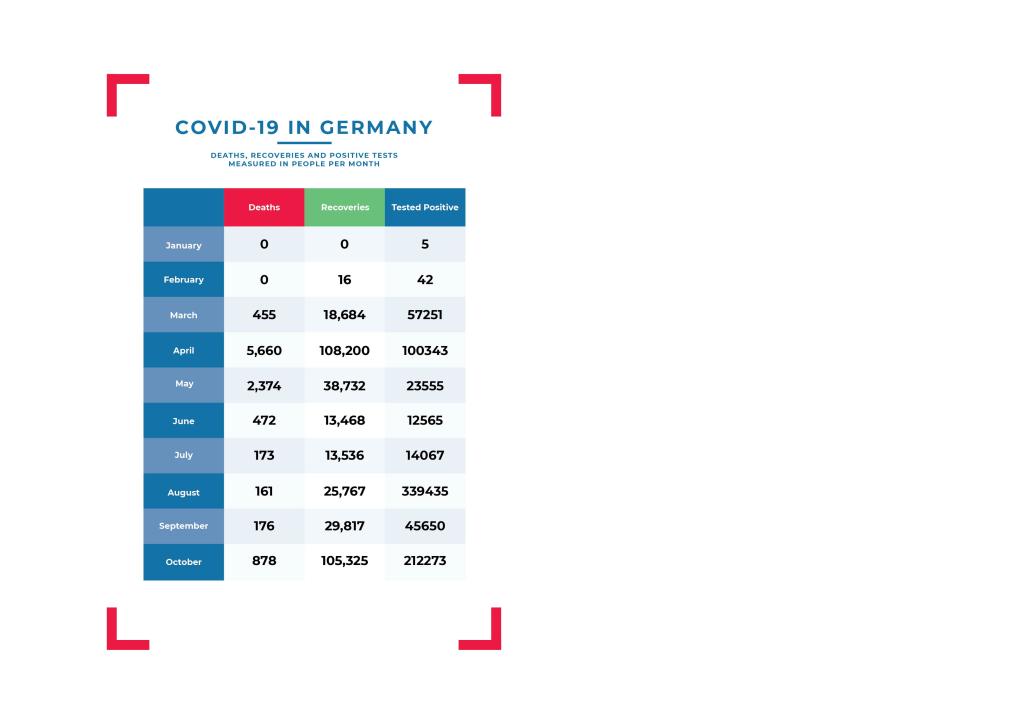 COVID-19 IN GERMANY
DEATHS, RECOVERIES AND POSITIVE TESTS
MEASURED IN PEOPLE PER MONTH
Deaths Recoveries Tested Positive
January 0 0 5
February 0 16 42
March 455 18,684 57251
April 5,660 108,200 100343
May 2,374 38,732 23555
June 472 13,468 12565
July 173 13,536 14067
August 161 25,767 339435
September 176 29,817 45650
October 878 105,325 212273